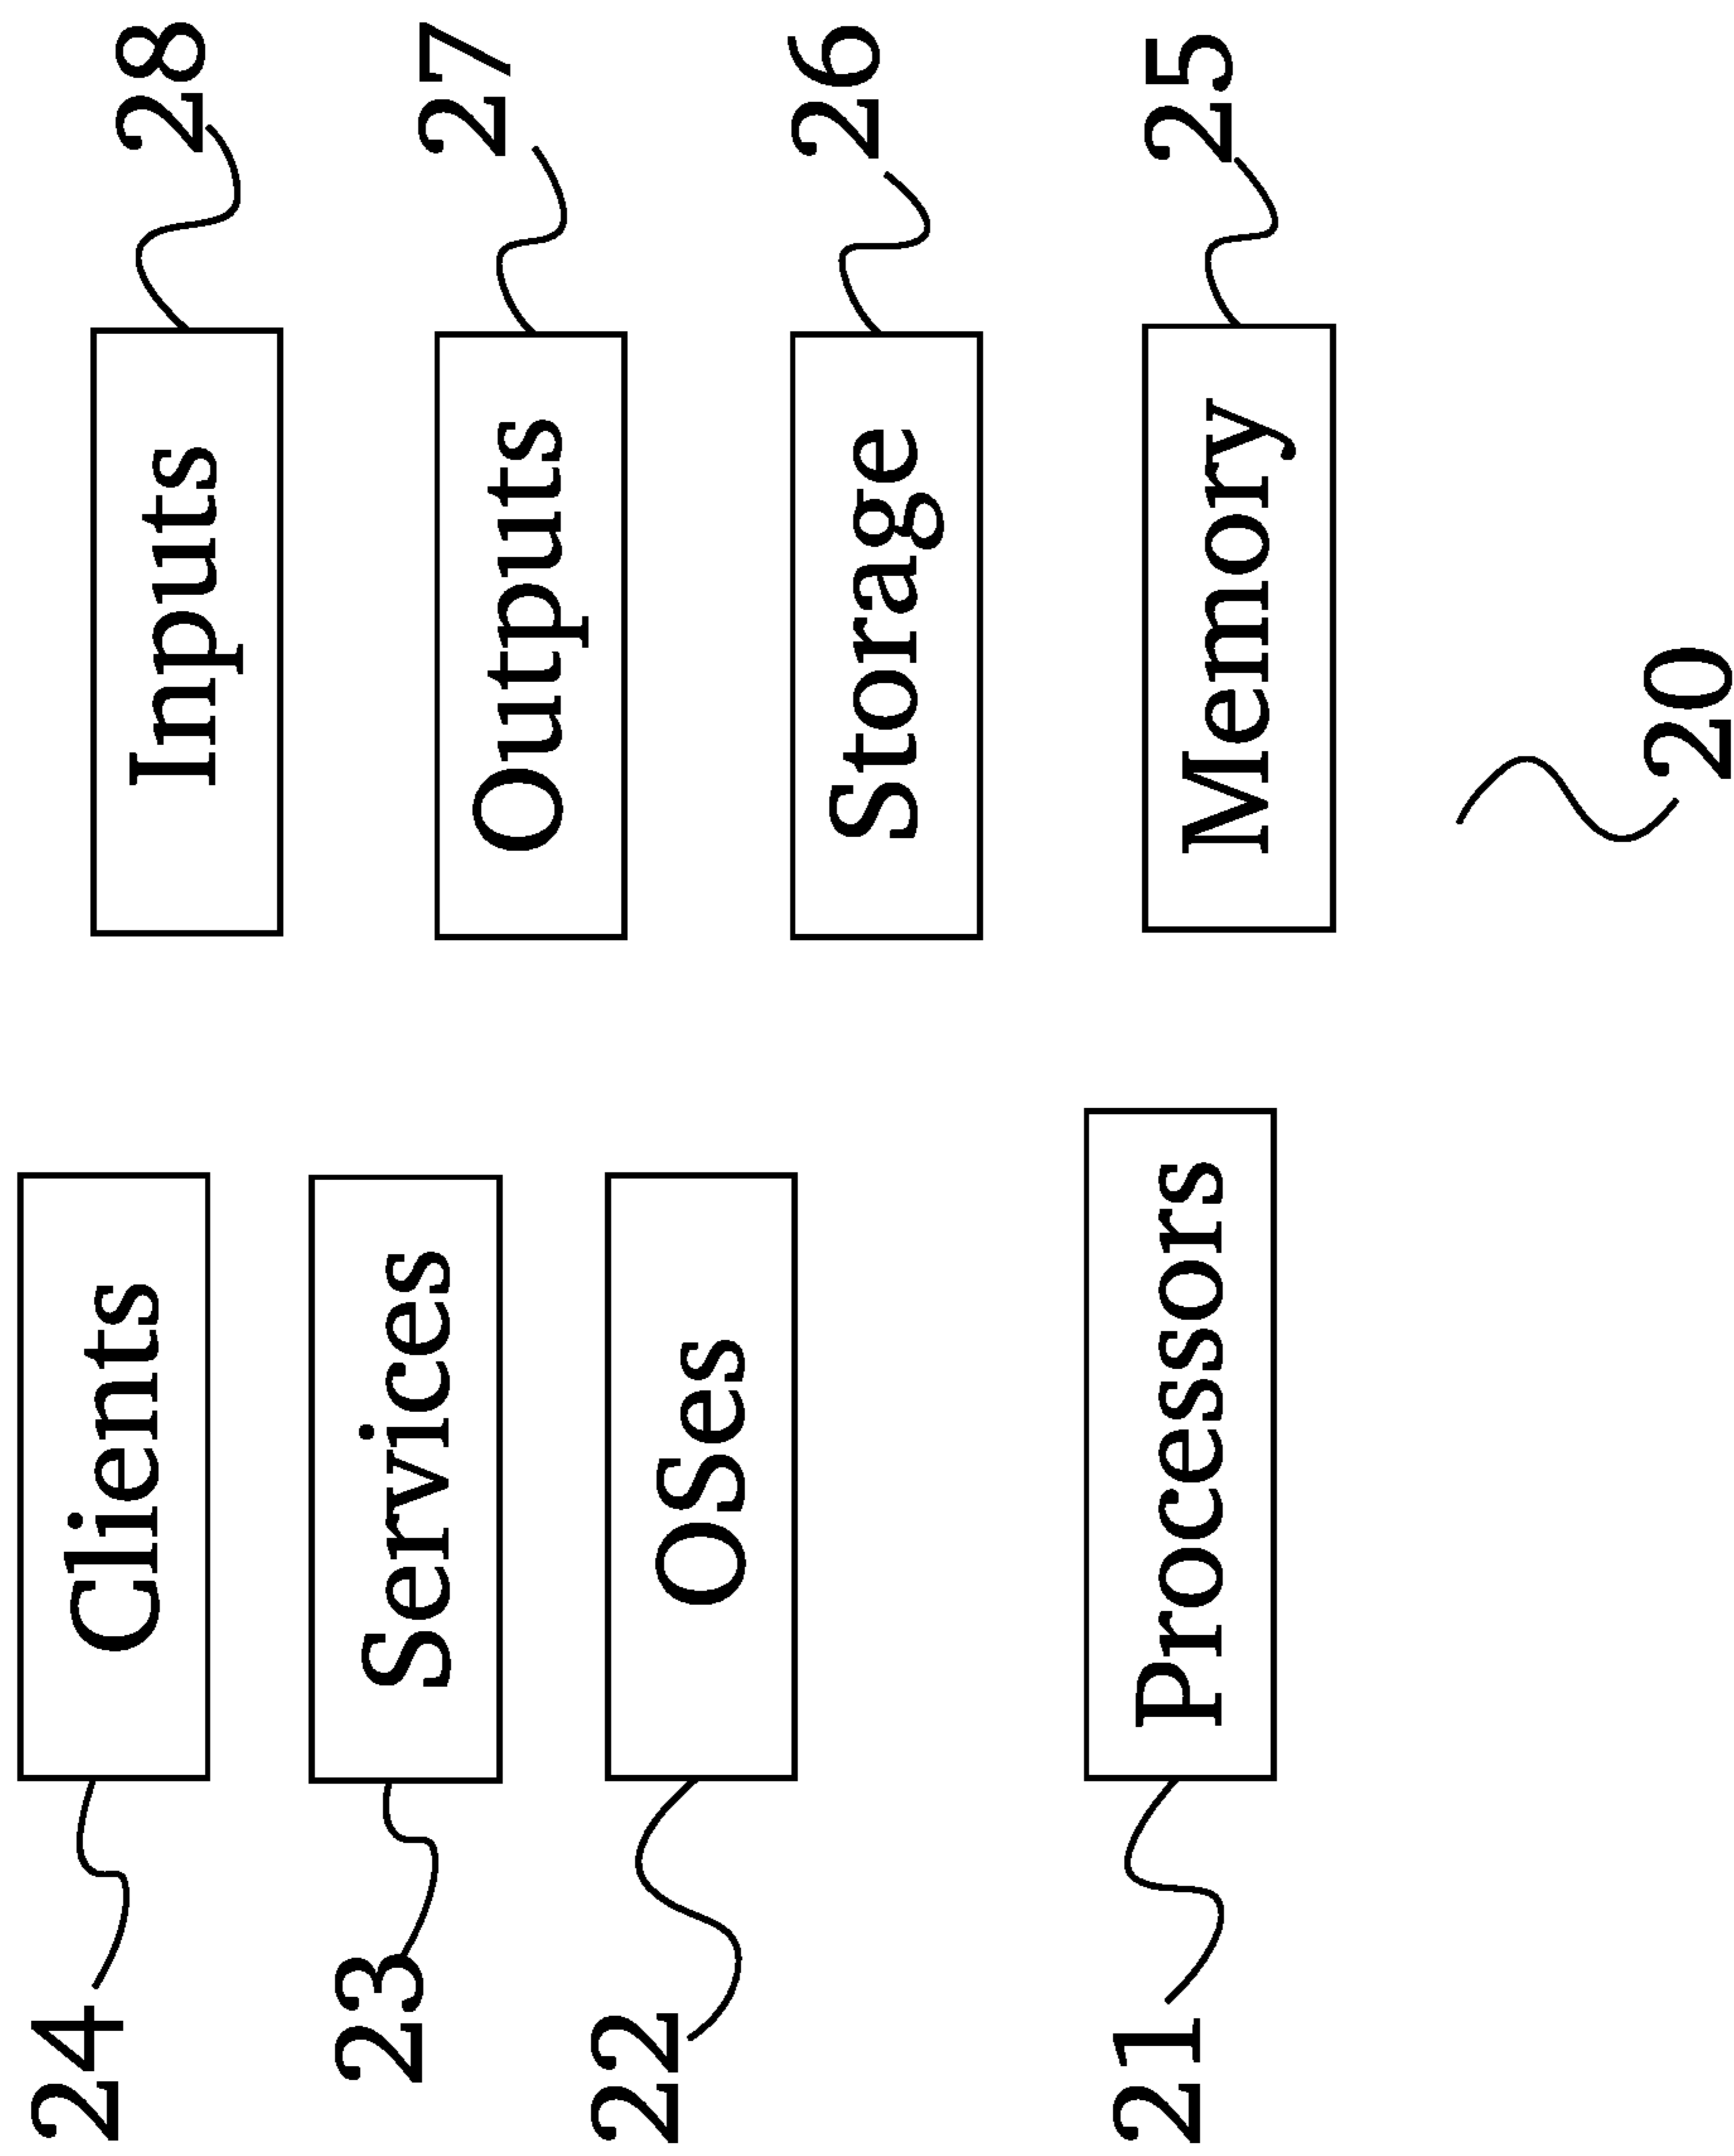 24
Clients
Inputs
28
23
Services
Outputs
27
22
OSes
Storage
26
21
Processors
Memory
25
20